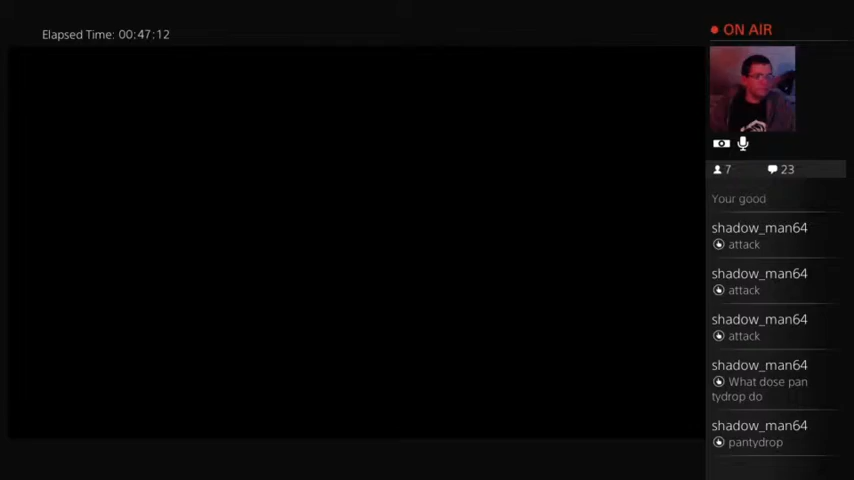 Elapsed Time: 00:47:12
ON AIR
7 23
Your good
shadow_man64
attack
shadow_man64
attack
shadow_man64
attack
shadow_man64
What dose pan
tydrop do
shadow_man64
pantydrop